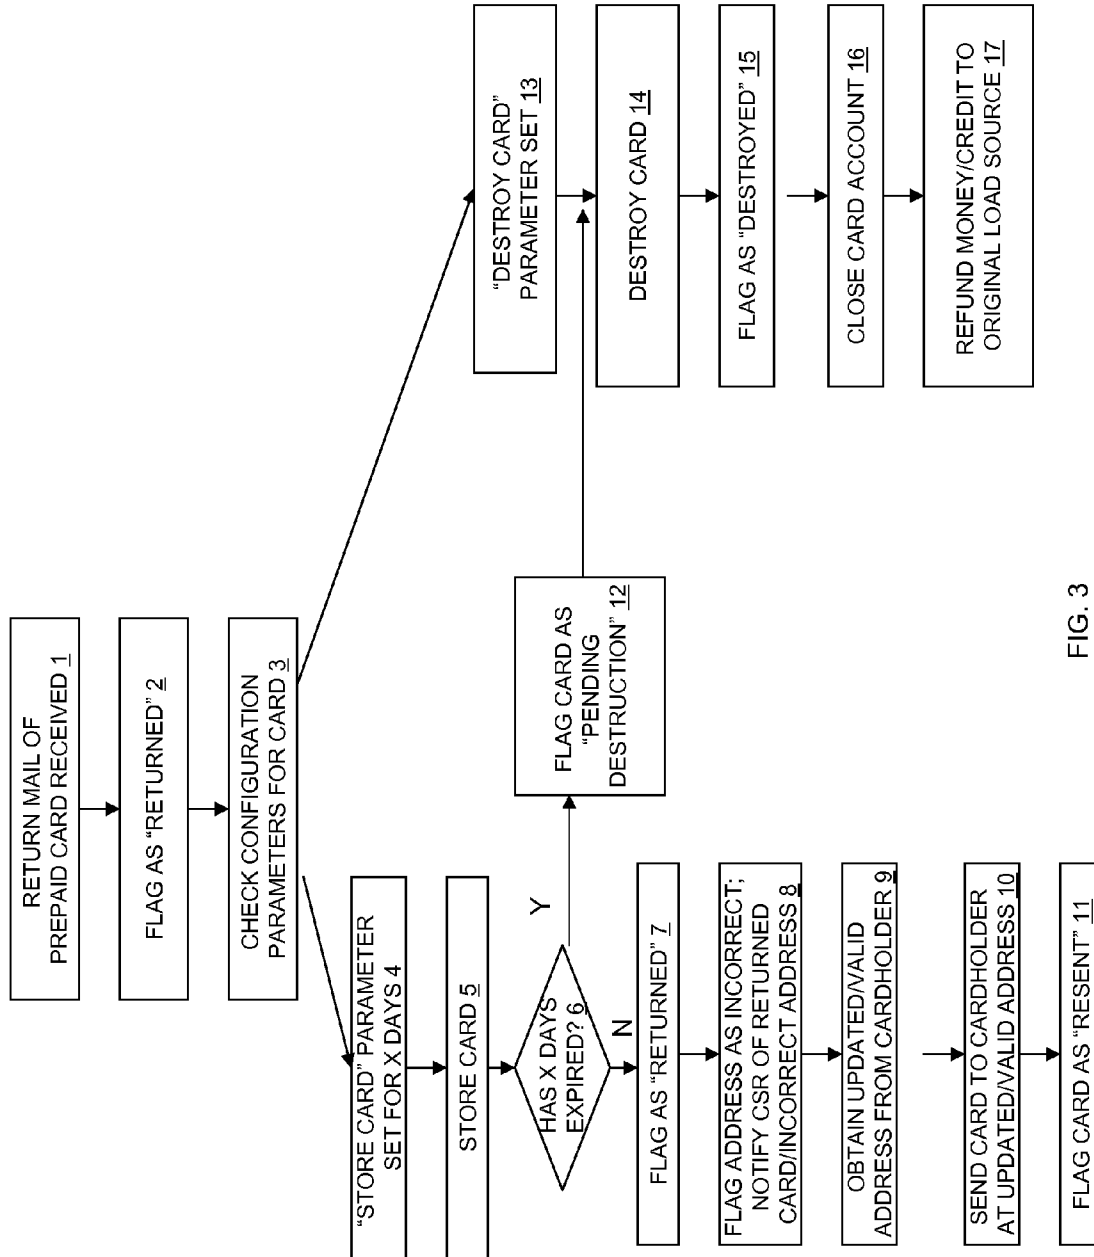 RETURN MAIL OF
PREPAID CARD RECEIVED 1
FLAG AS “RETURNED” 2
CHECK CONFIGURATION
PARAMETERS FOR CARD 3
“STORE CARD” PARAMETER
SET FOR X DAYS 4
STORE CARD 5
HAS X DAYS
EXPIRED? 6
Y
N
FLAG AS “RETURNED” 7
FLAG ADDRESS AS INCORRECT;
NOTIFY CSR OF RETURNED
CARD/INCORRECT ADDRESS 8
OBTAIN UPDATED/VALID
ADDRESS FROM CARDHOLDER 9
SEND CARD TO CARDHOLDER
AT UPDATED/VALID ADDRESS 10
FLAG CARD AS “RESENT” 11
FLAG CARD AS
“PENDING
DESTRUCTION” 12
“DESTROY CARD”
PARAMETER SET 13
DESTROY CARD 14
FLAG AS “DESTROYED” 15
CLOSE CARD ACCOUNT 16
REFUND MONEY/CREDIT TO
ORIGINAL LOAD SOURCE 17
FIG. 3